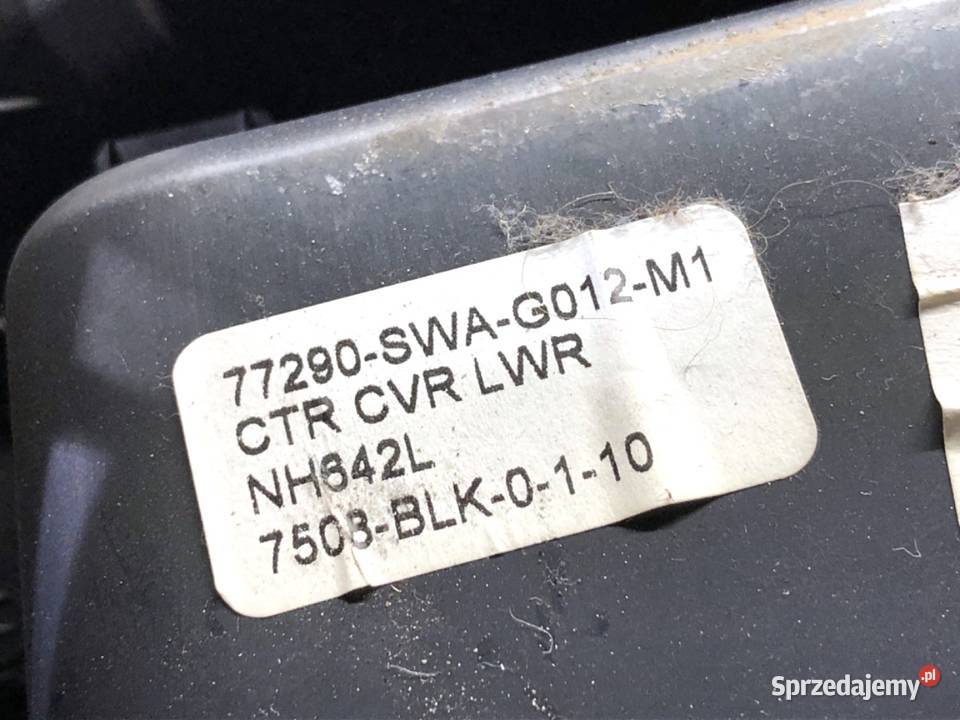 77290-SWA-G012-M1
CTR CVR LWR
NH642L
7503-BLK-0-1-10
Sprzedajemy.pl